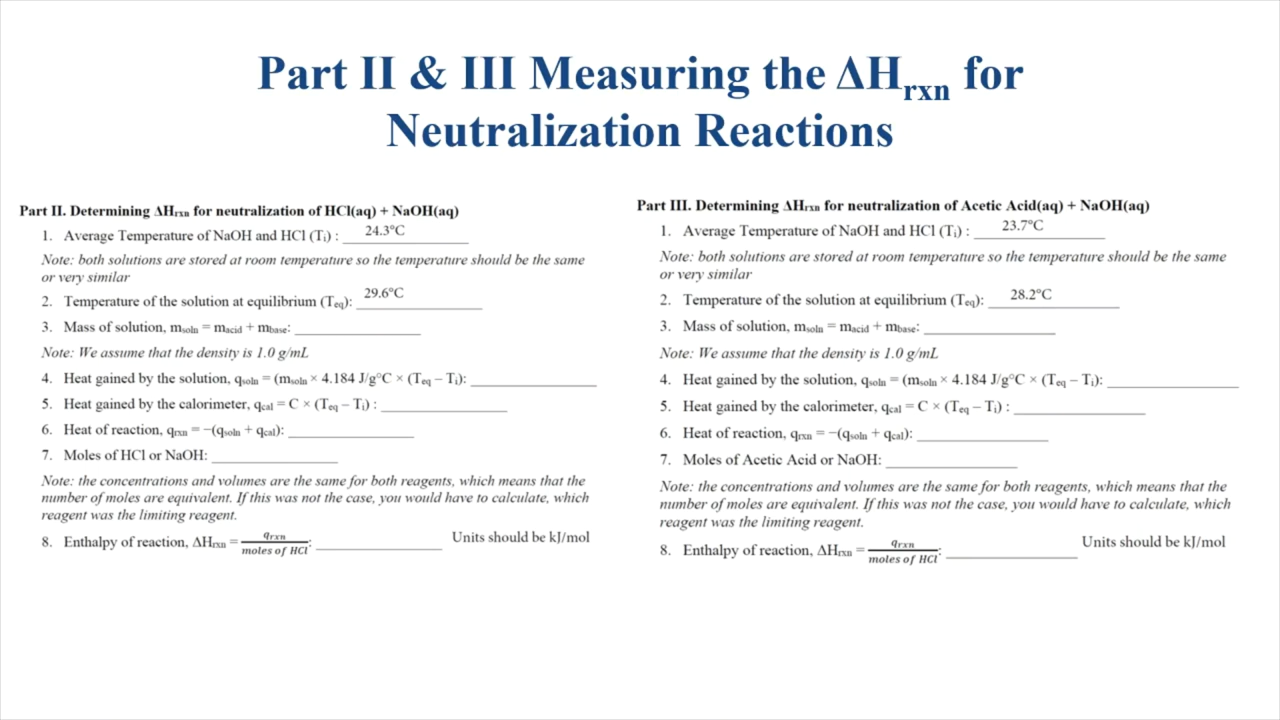 Part II & III Measuring the ΔHrxn for
Neutralization Reactions
Part II. Determining ΔHrxn for neutralization of HCl(aq) + NaOH(aq)
1. Average Temperature of NaOH and HCl (Ti) : 24.3°C
Note: both solutions are stored at room temperature so the temperature should be the same
or very similar
2. Temperature of the solution at equilibrium (Teq): 29.6°C
3. Mass of solution, msoln = macid + mbase:
Note: We assume that the density is 1.0 g/mL
4. Heat gained by the solution, qsoln = (msoln × 4.184 J/g°C × (Teq – Ti):
5. Heat gained by the calorimeter, qcal = C × (Teq – Ti) :
6. Heat of reaction, qrxn = −(qsoln + qcal):
7. Moles of HCl or NaOH:
Note: the concentrations and volumes are the same for both reagents, which means that the
number of moles are equivalent. If this was not the case, you would have to calculate, which
reagent was the limiting reagent.
8. Enthalpy of reaction, ΔHrxn = qrxn/moles of HCl: Units should be kJ/mol
Part III. Determining ΔHrxn for neutralization of Acetic Acid(aq) + NaOH(aq)
1. Average Temperature of NaOH and HCl (Ti) : 23.7°C
Note: both solutions are stored at room temperature so the temperature should be the same
or very similar
2. Temperature of the solution at equilibrium (Teq): 28.2°C
3. Mass of solution, msoln = macid + mbase:
Note: We assume that the density is 1.0 g/mL
4. Heat gained by the solution, qsoln = (msoln × 4.184 J/g°C × (Teq – Ti):
5. Heat gained by the calorimeter, qcal = C × (Teq – Ti) :
6. Heat of reaction, qrxn = −(qsoln + qcal):
7. Moles of Acetic Acid or NaOH:
Note: the concentrations and volumes are the same for both reagents, which means that the
number of moles are equivalent. If this was not the case, you would have to calculate, which
reagent was the limiting reagent.
8. Enthalpy of reaction, ΔHrxn = qrxn/moles of HCl: Units should be kJ/mol